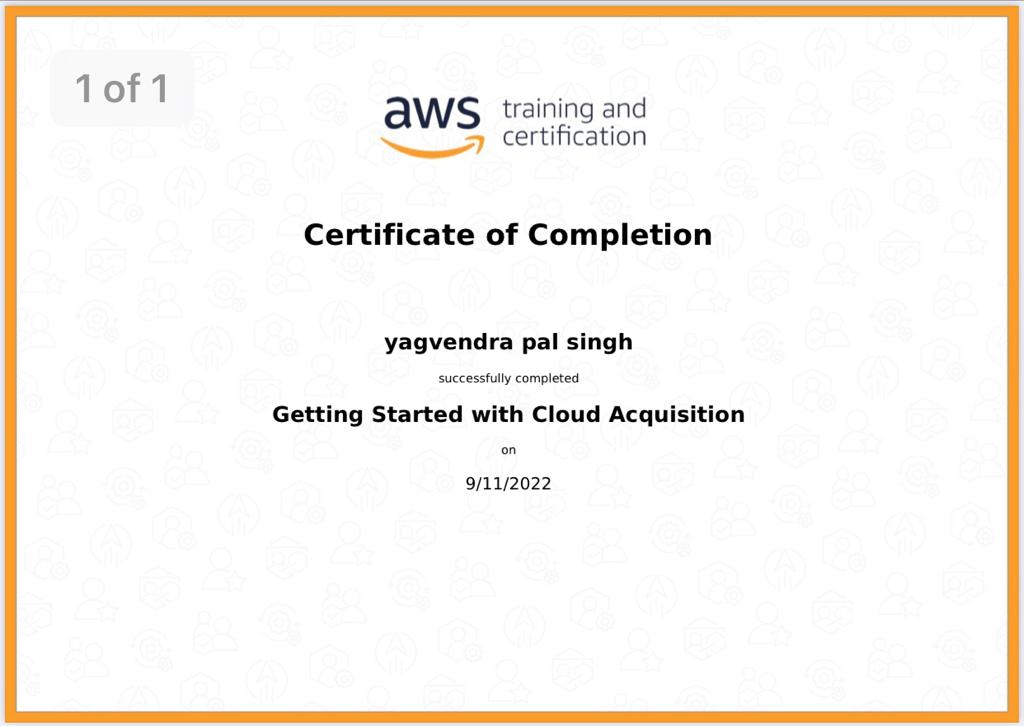 1 of 1
aws training and
certification
Certificate of Completion
yagvendra pal singh
successfully completed
Getting Started with Cloud Acquisition
on
9/11/2022